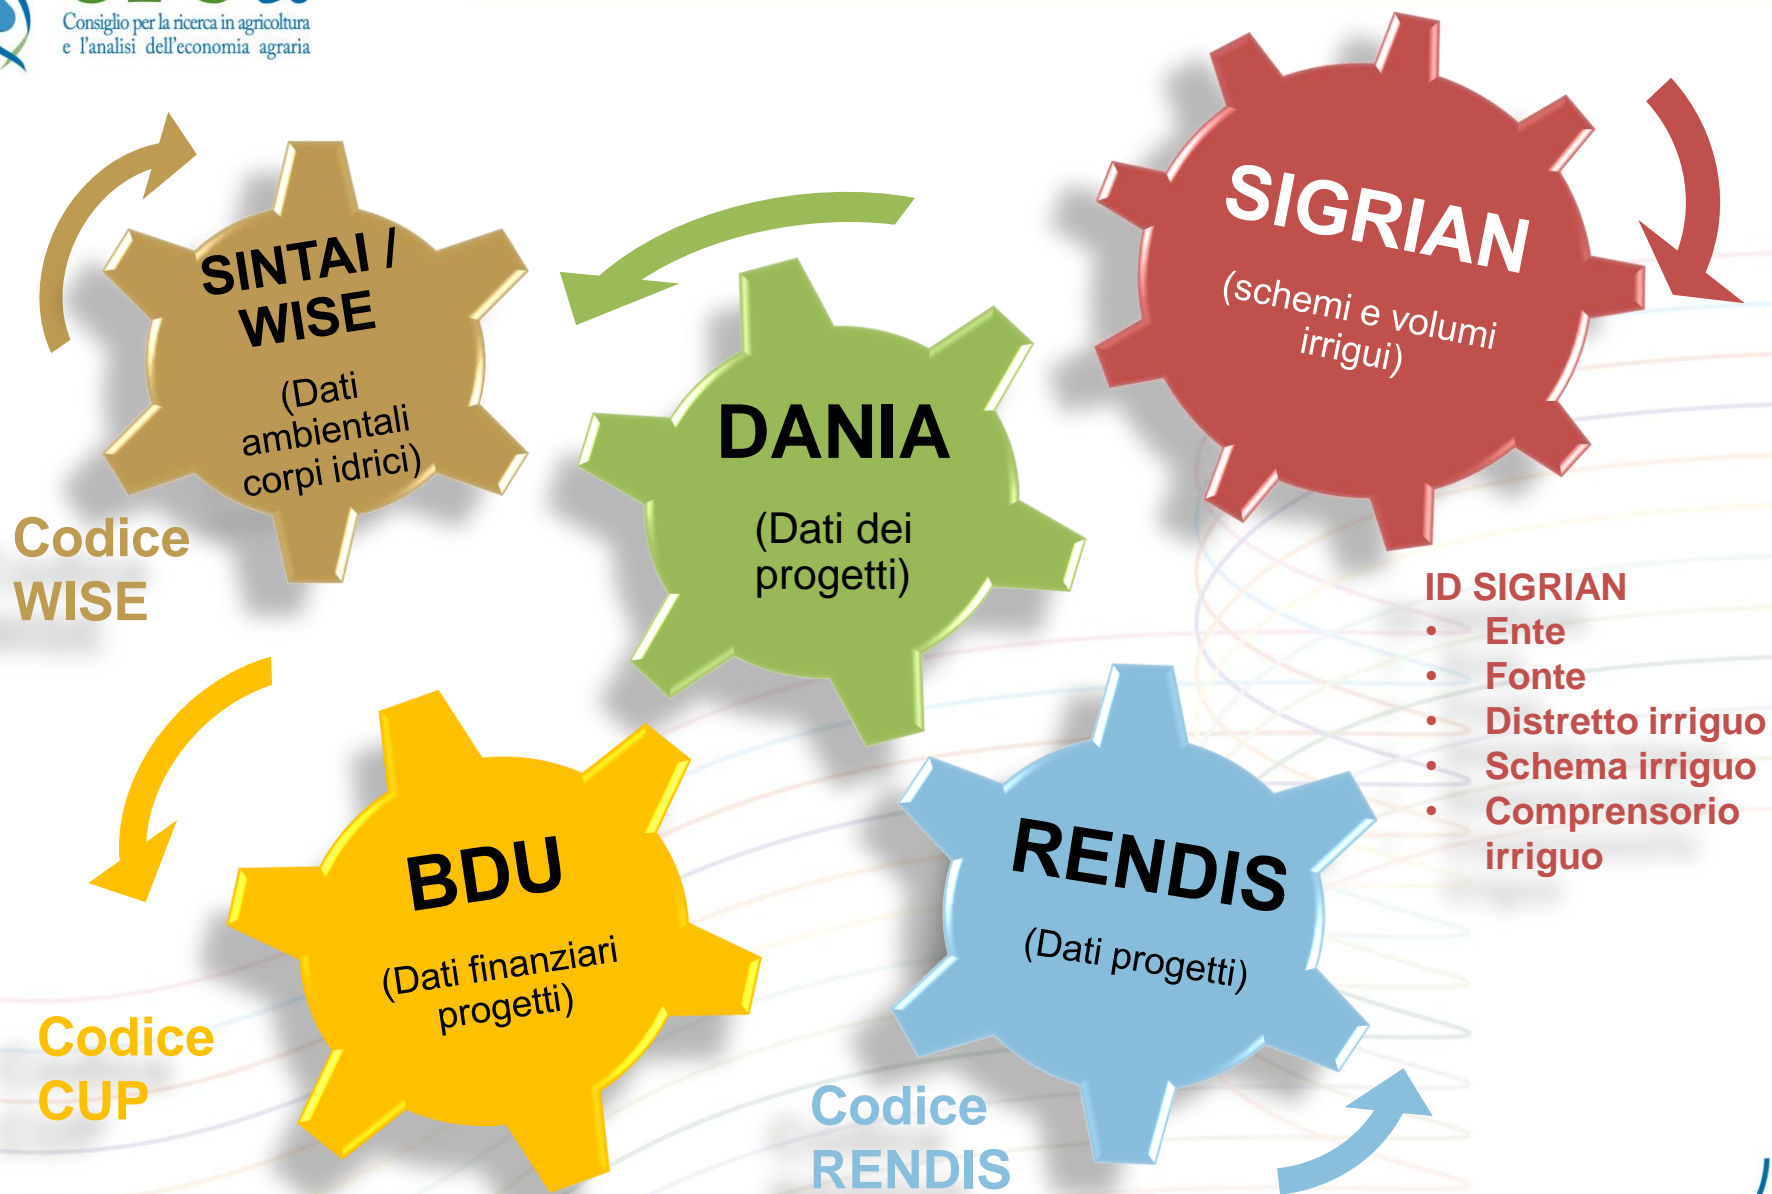 Consiglio per la ricerca in agricoltura
e l'analisi dell'economia agraria
SINTAI /
WISE
(Dati
ambientali
corpi idrici)
Codice
WISE
DANIA
(Dati dei
progetti)
SIGRIAN
(schemi e volumi
irrigui)
ID SIGRIAN
• Ente
• Fonte
• Distretto irriguo
• Schema irriguo
• Comprensorio
irriguo
BDU
(Dati finanziari
progetti)
Codice
CUP
RENDIS
(Dati progetti)
Codice
RENDIS